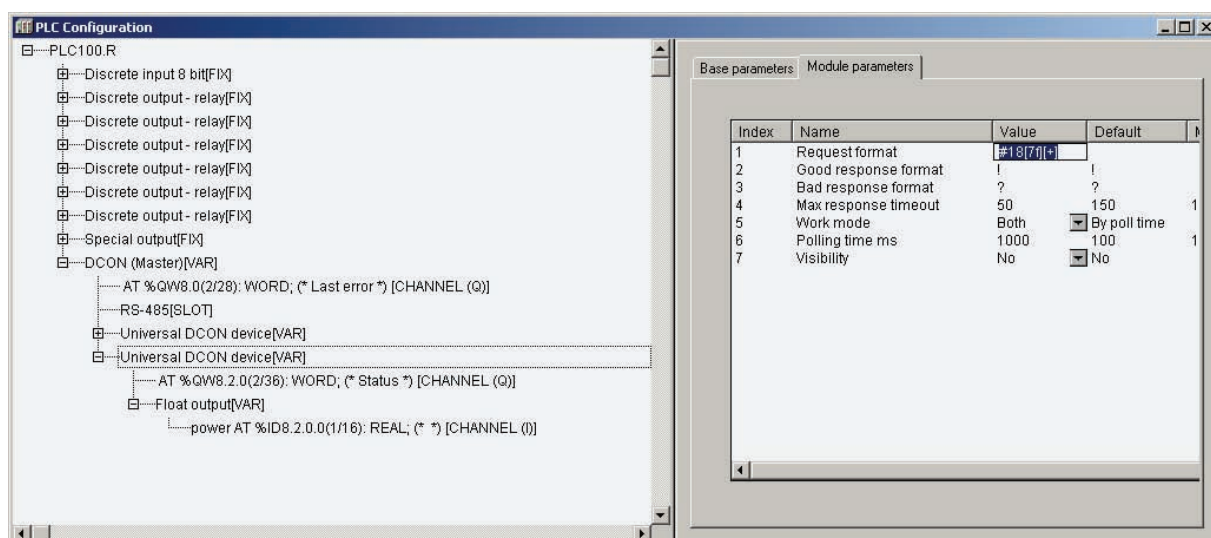 PLC Configuration
PLC100.R
Discrete input 8 bit[FIX]
Discrete output - relay[FIX]
Discrete output - relay[FIX]
Discrete output - relay[FIX]
Discrete output - relay[FIX]
Discrete output - relay[FIX]
Discrete output - relay[FIX]
Special output[FIX]
DCON (Master)[VAR]
AT %QW8.0(2/28): WORD; (* Last error *) [CHANNEL (Q)]
RS-485[SLOT]
Universal DCON device[VAR]
Universal DCON device[VAR]
AT %QW8.2.0(2/36): WORD; (* Status *) [CHANNEL (Q)]
Float output[VAR]
power AT %ID8.2.0.0(1/16): REAL; (* *) [CHANNEL (I)]
Base parameters Module parameters
Index Name Value Default
1 Request format #18[7f][+]
2 Good response format ! !
3 Bad response format ? ?
4 Max response timeout 50 150 1
5 Work mode Both By poll time
6 Polling time ms 1000 100 1
7 Visibility No No